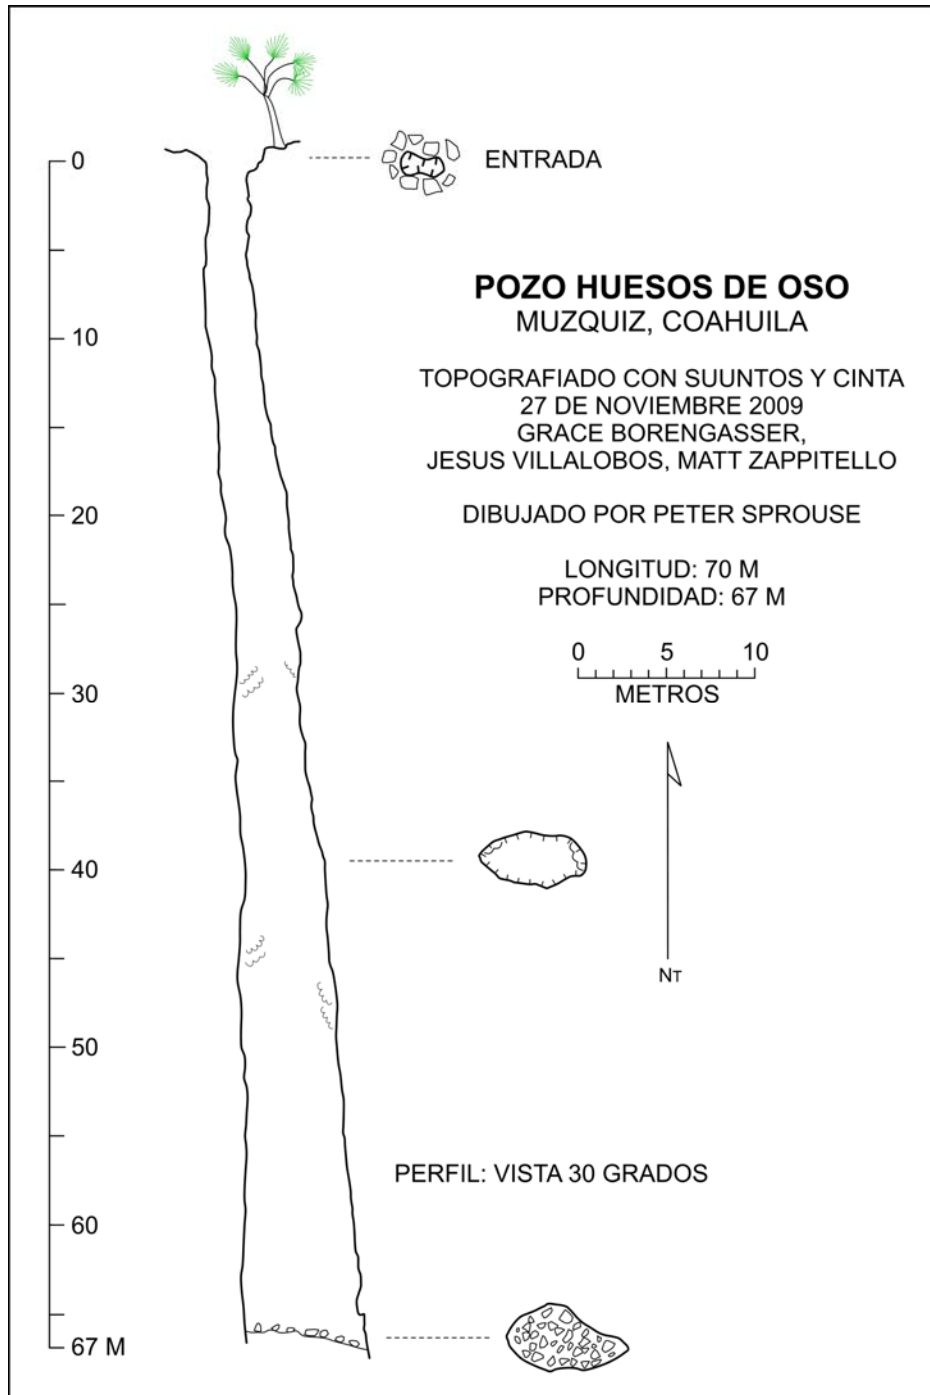 0
ENTRADA
POZO HUESOS DE OSO
MUZQUIZ, COAHUILA
10
TOPOGRAFIADO CON SUUNTOS Y CINTA
27 DE NOVIEMBRE 2009
GRACE BORENGASSER,
JESUS VILLALOBOS, MATT ZAPPITELLO
20
DIBUJADO POR PETER SPROUSE
LONGITUD: 70 M
PROFUNDIDAD: 67 M
0 5 10
METROS
30
40
NT
50
PERFIL: VISTA 30 GRADOS
60
67 M